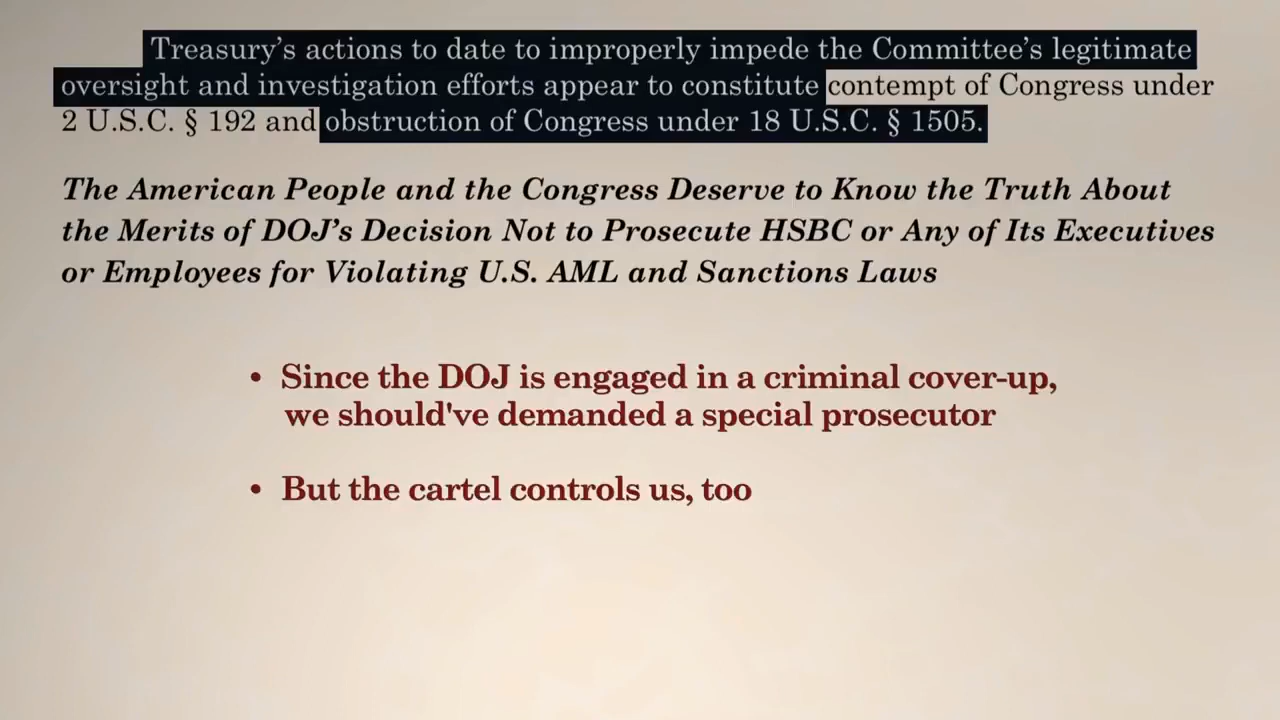 Treasury’s actions to date to improperly impede the Committee’s legitimate
oversight and investigation efforts appear to constitute contempt of Congress under
2 U.S.C. § 192 and obstruction of Congress under 18 U.S.C. § 1505.
The American People and the Congress Deserve to Know the Truth About
the Merits of DOJ’s Decision Not to Prosecute HSBC or Any of Its Executives
or Employees for Violating U.S. AML and Sanctions Laws
• Since the DOJ is engaged in a criminal cover-up,
we should've demanded a special prosecutor
• But the cartel controls us, too